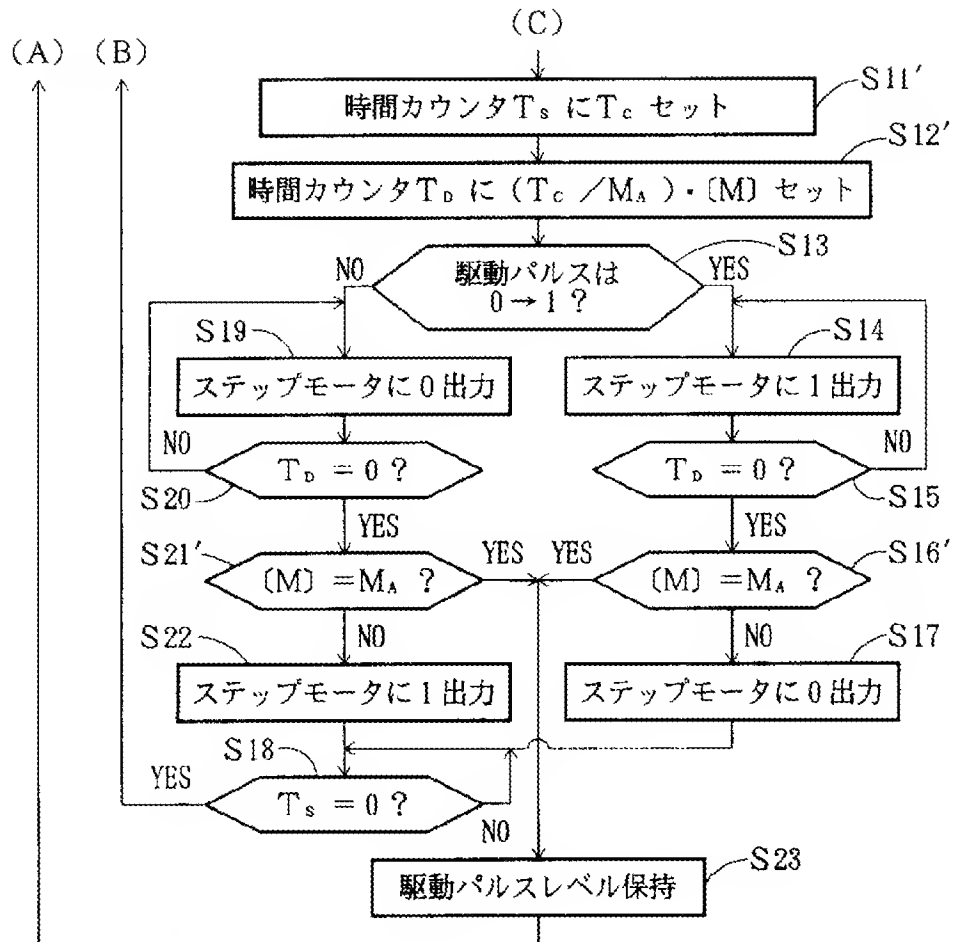 (A) (B)
(C)
S11′
時間カウンタTs にTc セット
S12′
時間カウンタTD に (Tc /MA )・〔M〕セット
S13
NO
駆動パルスは
0→1?
YES
S19
S14
ステップモータに0出力
ステップモータに1出力
NO
TD =0?
S20
TD =0?
NO
S15
YES
YES
S21′
〔M〕=MA ?
YES
YES
〔M〕=MA ?
S16′
NO
NO
S22
S17
ステップモータに1出力
ステップモータに0出力
S18
YES
Ts =0?
NO
S23
駆動パルスレベル保持